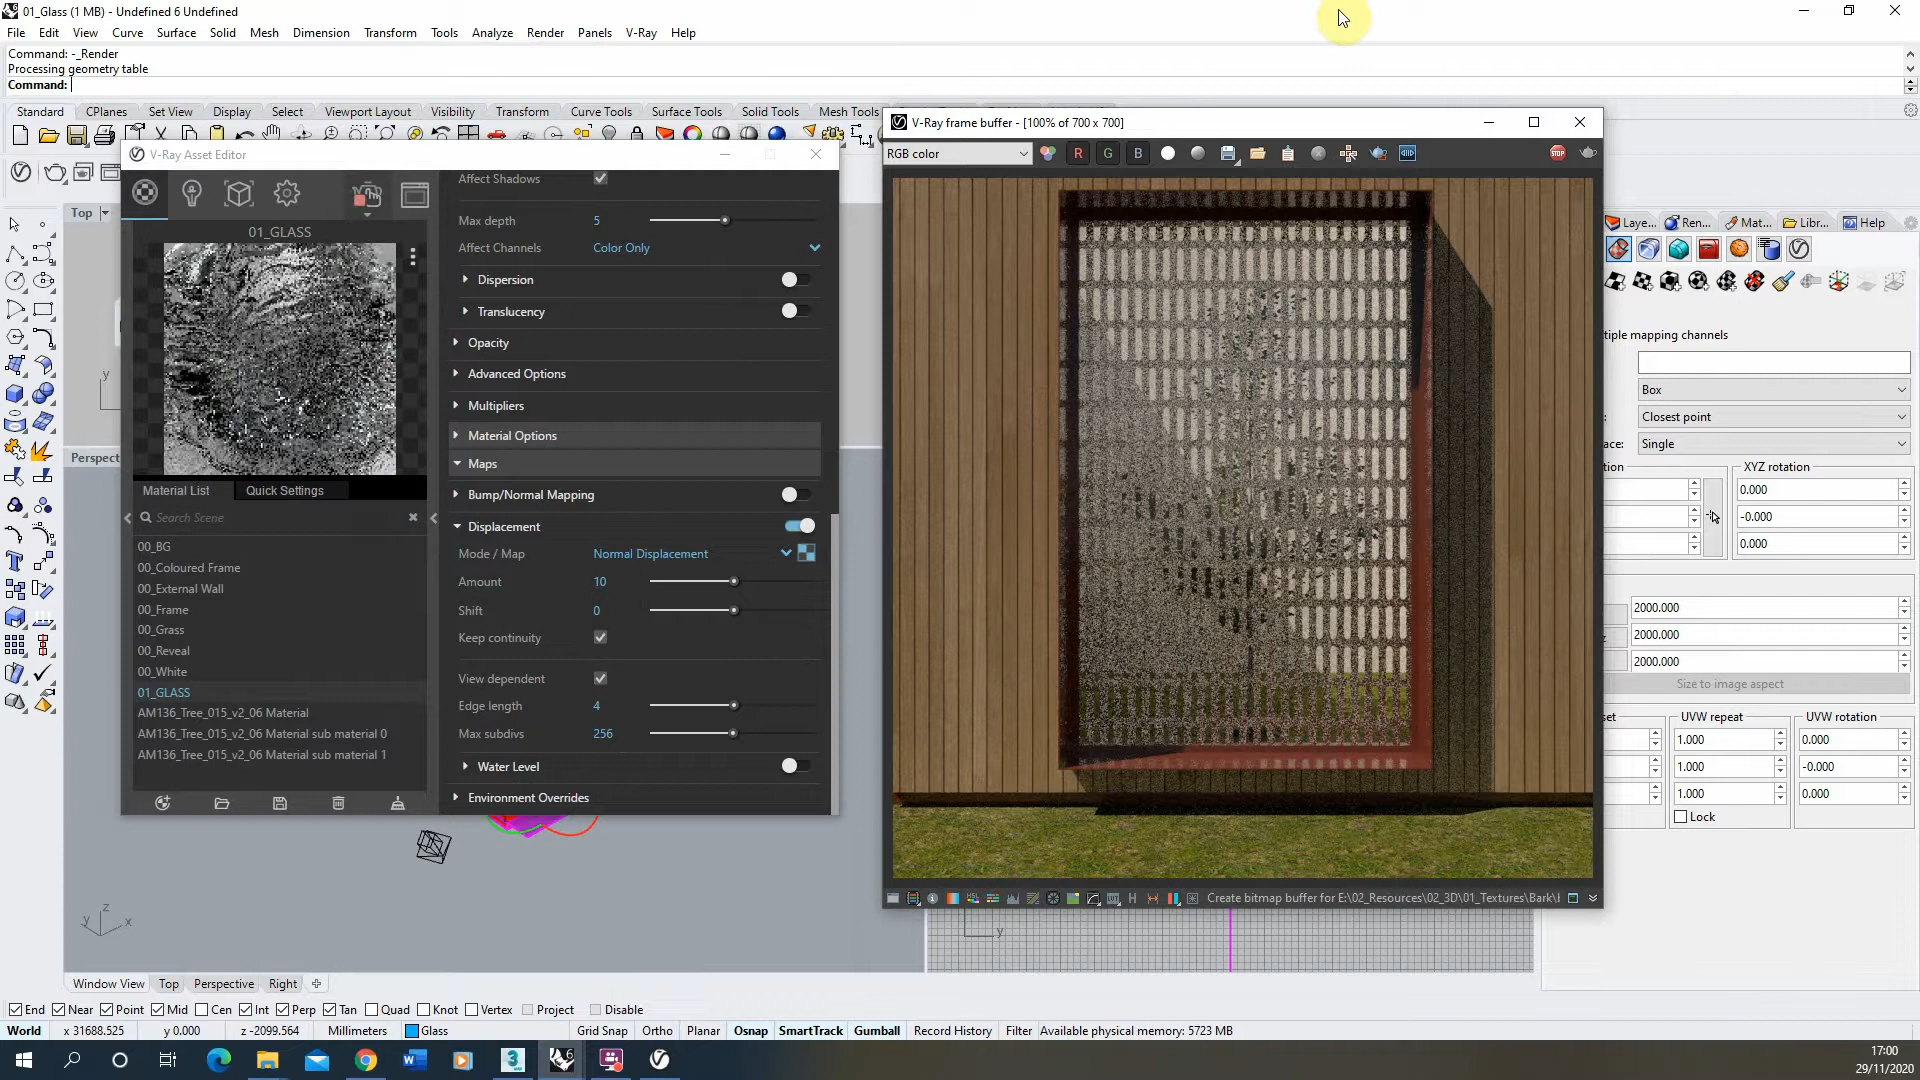 01_Glass (1 MB) - Undefined 6 Undefined
File Edit View Curve Surface Solid Mesh Dimension Transform Tools Analyze Render Panels V-Ray Help
Command: -_Render
Processing geometry table
Command:
Standard CPlanes Set View Display Select Viewport Layout Visibility Transform Curve Tools Surface Tools Solid Tools Mesh Tools
V-Ray frame buffer - [100% of 700 x 700]
RGB color
R G B
STOP
V-Ray Asset Editor
Top
01_GLASS
Material List Quick Settings
Search Scene
00_BG
00_Coloured Frame
00_External Wall
00_Frame
00_Grass
00_Reveal
00_White
01_GLASS
AM136_Tree_015_v2_06 Material
AM136_Tree_015_v2_06 Material sub material 0
AM136_Tree_015_v2_06 Material sub material 1
Affect Shadows
Max depth 5
Affect Channels Color Only
Dispersion
Translucency
Opacity
Advanced Options
Multipliers
Material Options
Maps
Bump/Normal Mapping
Displacement
Mode / Map Normal Displacement
Amount 10
Shift 0
Keep continuity
View dependent
Edge length 4
Max subdivs 256
Water Level
Environment Overrides
Perspect
y
z
y x
y
Create bitmap buffer for E:\02_Resources\02_3D\01_Textures\Bark\
H
Laye... Ren... Mat... Libr... Help
tiple mapping channels
Box
Closest point
ace: Single
tion XYZ rotation
0.000
-0.000
0.000
2000.000
2000.000
2000.000
Size to image aspect
set UVW repeat UVW rotation
1.000 0.000
1.000 -0.000
1.000 0.000
Lock
Window View Top Perspective Right
End Near Point Mid Cen Int Perp Tan Quad Knot Vertex Project Disable
World x 31688.525 y 0.000 z -2099.564 Millimeters Glass Grid Snap Ortho Planar Osnap SmartTrack Gumball Record History Filter Available physical memory: 5723 MB
17:00
29/11/2020